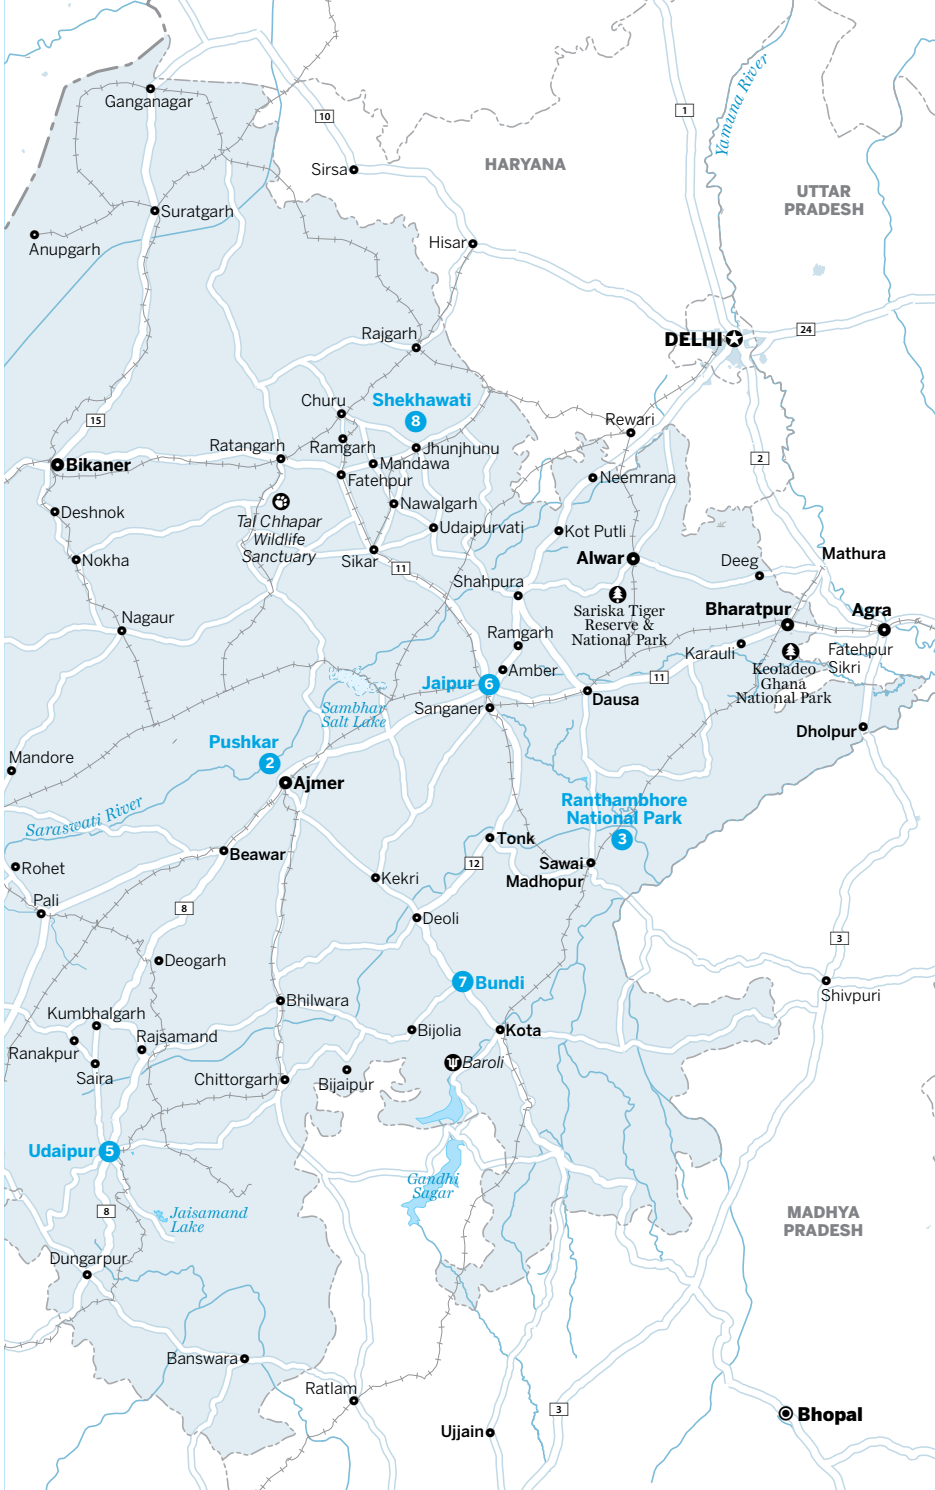 Ganganagar
10
1
Yamuna River
Sirsa
HARYANA
UTTAR
PRADESH
Suratgarh
Anupgarh
Hisar
Rajgarh
DELHI
24
Churu
Shekhawati
8
15
Rewari
Ratangarh
Ramgarh
Jhunjhunu
2
Bikaner
Mandawa
Fatehpur
Neemrana
Deshnok
Tal Chhapar
Wildlife
Sanctuary
Nawalgarh
Udaipurvati
Kot Putli
Nokha
Sikar
11
Alwar
Deeg
Mathura
Shahpura
Nagaur
Sariska Tiger
Reserve &
National Park
Bharatpur
Agra
Ramgarh
Karauli
Fatehpur
Sikri
Amber
Keoladeo
Ghana
National Park
Jaipur
6
11
Sambhar
Salt Lake
Sanganer
Dausa
Dholpur
Pushkar
2
Mandore
Ajmer
Ranthambhore
National Park
3
Saraswati River
Tonk
Beawar
12
Sawai
Madhopur
Rohet
Kekri
Pali
8
Deoli
3
Deogarh
7
Bundi
Shivpuri
Bhilwara
Kumbhalgarh
Bijolia
Kota
Ranakpur
Rajsamand
Baroli
Saira
Chittorgarh
Bijaipur
Udaipur
5
Gandhi
Sagar
8
Jaisamand
Lake
MADHYA
PRADESH
Dungarpur
Banswara
Ratlam
3
Bhopal
Ujjain